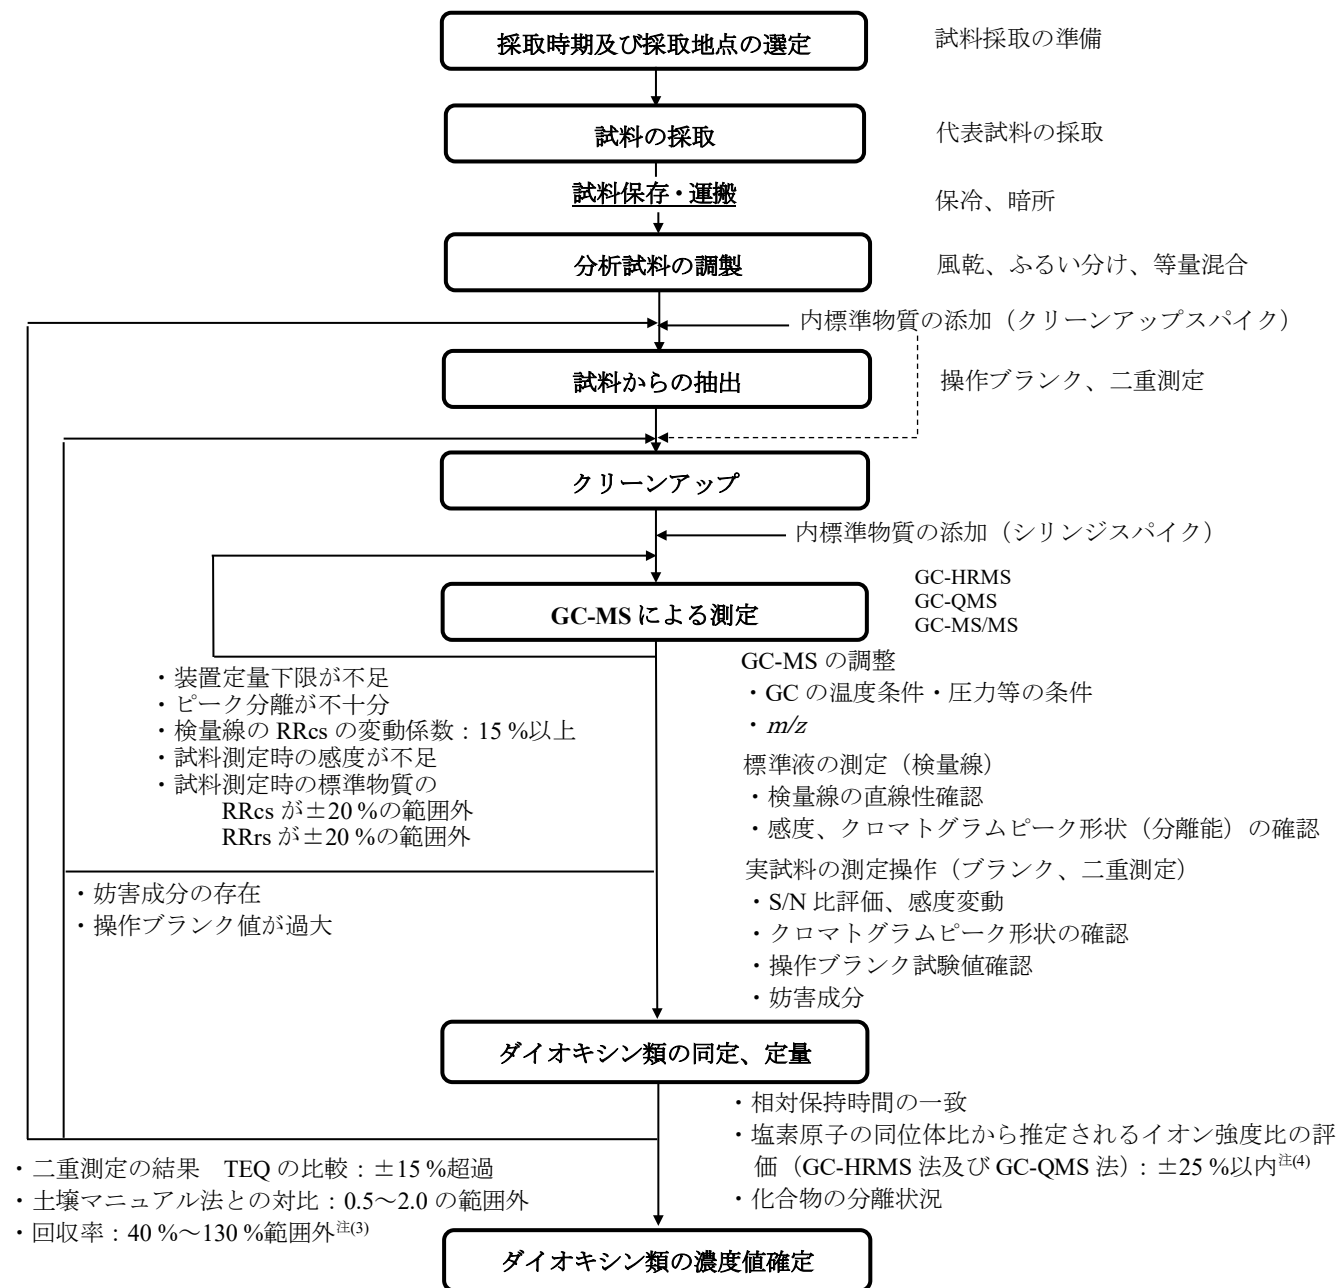 採取時期及び採取地点の選定
試料採取の準備
試料の採取
代表試料の採取
試料保存・運搬
保冷、暗所
分析試料の調製
風乾、ふるい分け、等量混合
内標準物質の添加（クリーンアップスパイク）
試料からの抽出
操作ブランク、二重測定
クリーンアップ
内標準物質の添加（シリンジスパイク）
GC-HRMS
GC-QMS
GC-MS/MS
GC-MS による測定
GC-MS の調整
・GC の温度条件・圧力等の条件
・m/z
・装置定量下限が不足
・ピーク分離が不十分
・検量線の RRcs の変動係数：15 %以上
・試料測定時の感度が不足
・試料測定時の標準物質の
RRcs が±20 %の範囲外
RRrs が±20 %の範囲外
標準液の測定（検量線）
・検量線の直線性確認
・感度、クロマトグラムピーク形状（分離能）の確認
実試料の測定操作（ブランク、二重測定）
・S/N 比評価、感度変動
・クロマトグラムピーク形状の確認
・操作ブランク試験値確認
・妨害成分
・妨害成分の存在
・操作ブランク値が過大
ダイオキシン類の同定、定量
・相対保持時間の一致
・塩素原子の同位体比から推定されるイオン強度比の評
価（GC-HRMS 法及び GC-QMS 法）：±25 %以内注(4)
・化合物の分離状況
・二重測定の結果　TEQ の比較：±15 %超過
・土壌マニュアル法との対比：0.5～2.0 の範囲外
・回収率：40 %～130 %範囲外注(3)
ダイオキシン類の濃度値確定